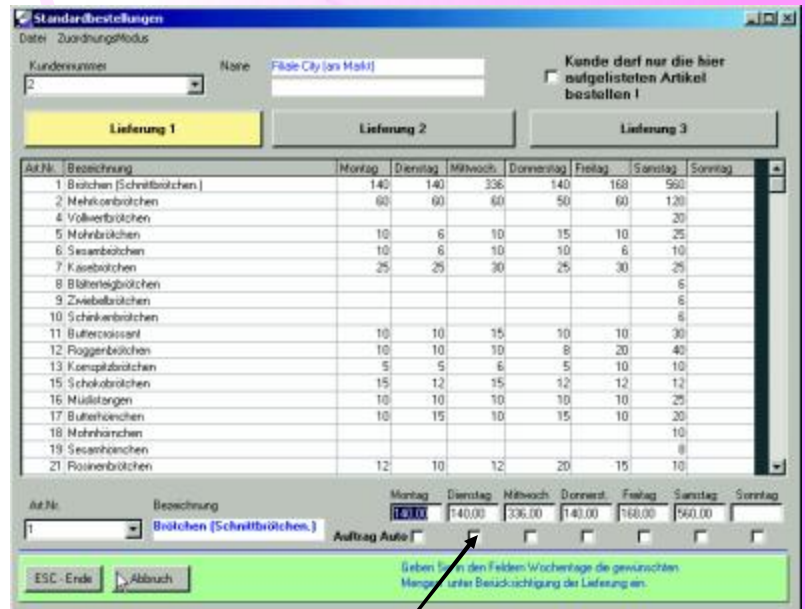 Standardbestellungen
Datei ZuordnungsModus
Kundennummer Name Filiale City (am Markt) Kunde darf nur die hier
2 aufgelisteten Artikel
bestellen !
Lieferung 1 Lieferung 2 Lieferung 3
Art.Nr. Bezeichnung Montag Dienstag Mittwoch Donnerstag Freitag Samstag Sonntag
1 Brötchen (Schnittbrötchen.) 140 140 336 140 168 560
2 Mehrkornbrötchen 60 60 60 50 60 120
4 Vollwertbrötchen 20
5 Mohnbrötchen 10 6 10 15 10 25
6 Sesambrötchen 10 6 10 10 6 10
7 Käsebrötchen 25 25 30 25 30 25
8 Blätterteigbrötchen 6
9 Zwiebelbrötchen 6
10 Schinkenbrötchen 6
11 Buttercroissant 10 10 15 10 10 30
12 Roggenbrötchen 10 10 10 8 20 40
13 Kornspitzbrötchen 5 5 6 5 10 10
15 Schokobrötchen 15 12 15 12 12 12
16 Müslistangen 10 10 10 10 10 25
17 Butterhörnchen 10 15 10 15 10 20
18 Mohnhörnchen 10
19 Sesamhörnchen 8
21 Rosinenbrötchen 12 10 12 20 15 10
Art.Nr. Bezeichnung Montag Dienstag Mittwoch Donnerst. Freitag Samstag Sonntag
1 Brötchen (Schnittbrötchen.) 140,00 140,00 336,00 140,00 168,00 560,00
Auftrag Auto
ESC - Ende Abbruch Geben Sie in den Feldern Wochentage die gewünschten
Mengen unter Berücksichtigung der Lieferung ein.